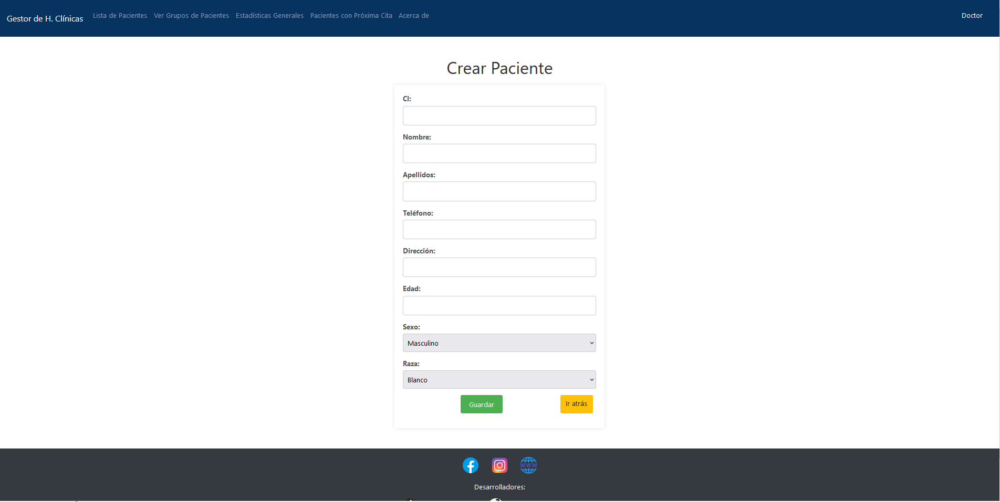 Gestor de H. Clínicas Lista de Pacientes Ver Grupos de Pacientes Estadísticas Generales Pacientes con Próxima Cita Acerca de Doctor
Crear Paciente
CI:
Nombre:
Apellidos:
Teléfono:
Dirección:
Edad:
Sexo:
Masculino
Raza:
Blanco
Guardar Ir atrás
WWW
Desarrolladores: